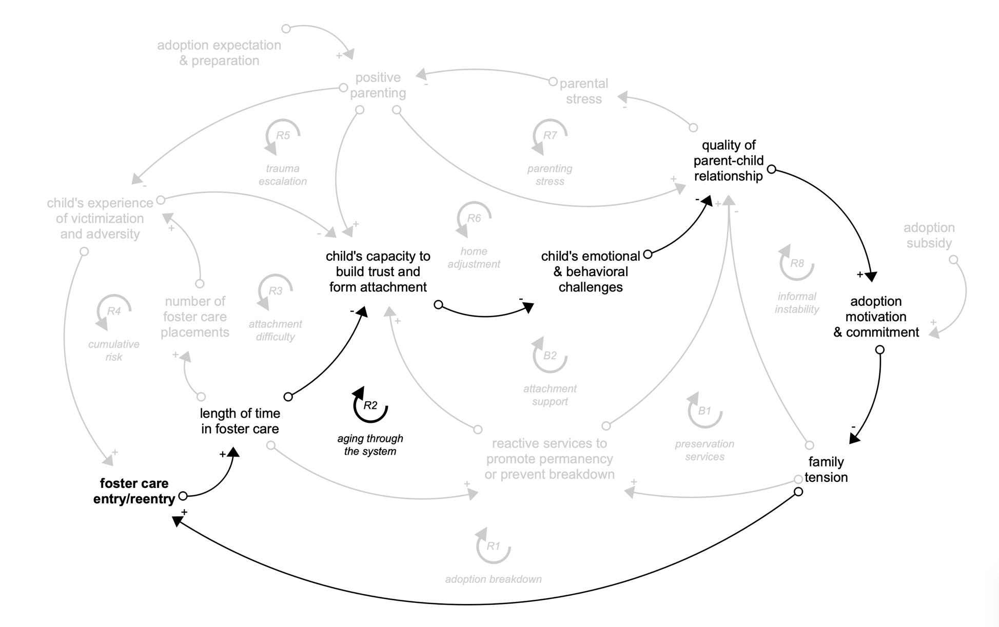 adoption expectation
& preparation
+
positive
parenting
-
parental
stress
-
R5
trauma
escalation
R7
parenting
stress
quality of
parent-child
relationship
+
-
child's experience
of victimization
and adversity
+
-
+
-
+
-
R6
home
adjustment
adoption
subsidy
child's capacity to
build trust and
form attachment
child's emotional
& behavioral
challenges
R8
informal
instability
+
R3
attachment
difficulty
-
adoption
motivation
& commitment
+
R4
cumulative
risk
number of
foster care
placements
-
+
+
B2
attachment
support
length of time
in foster care
R2
aging through
the system
B1
preservation
services
-
reactive services to
promote permanency
or prevent breakdown
family
tension
+
+
foster care
entry/reentry
+
+
+
R1
adoption breakdown